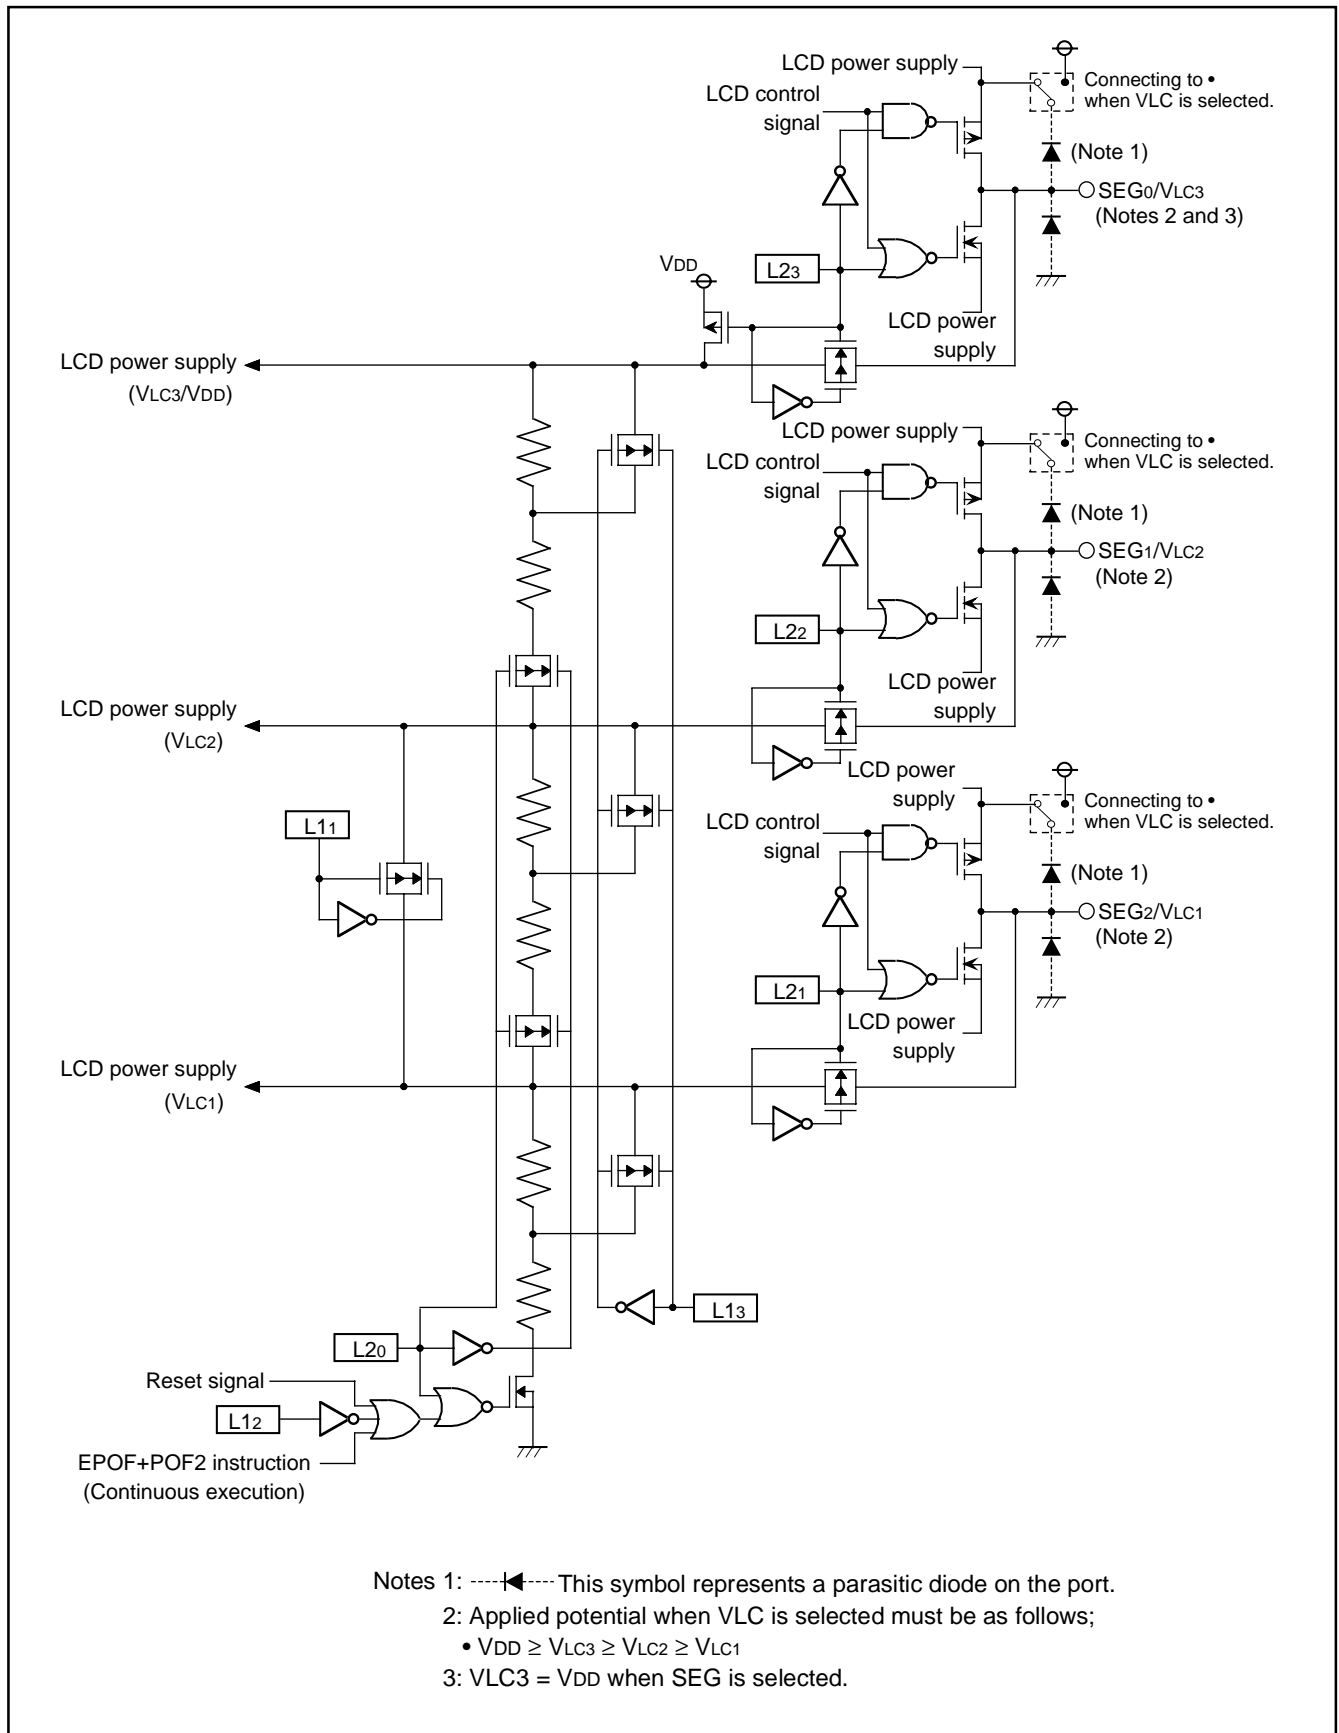 LCD power supply
LCD control
signal
Connecting to •
when VLC is selected.
(Note 1)
SEG0/VLC3
(Notes 2 and 3)
L23
VDD
LCD power
supply
LCD power supply
(VLC3/VDD)
LCD power supply
LCD control
signal
Connecting to •
when VLC is selected.
(Note 1)
SEG1/VLC2
(Note 2)
L22
LCD power
supply
LCD power supply
(VLC2)
LCD power
supply
LCD control
signal
Connecting to •
when VLC is selected.
L11
(Note 1)
SEG2/VLC1
(Note 2)
L21
LCD power
supply
LCD power supply
(VLC1)
L13
L20
Reset signal
L12
EPOF+POF2 instruction
(Continuous execution)
Notes 1: This symbol represents a parasitic diode on the port.
2: Applied potential when VLC is selected must be as follows;
• VDD ≥ VLC3 ≥ VLC2 ≥ VLC1
3: VLC3 = VDD when SEG is selected.